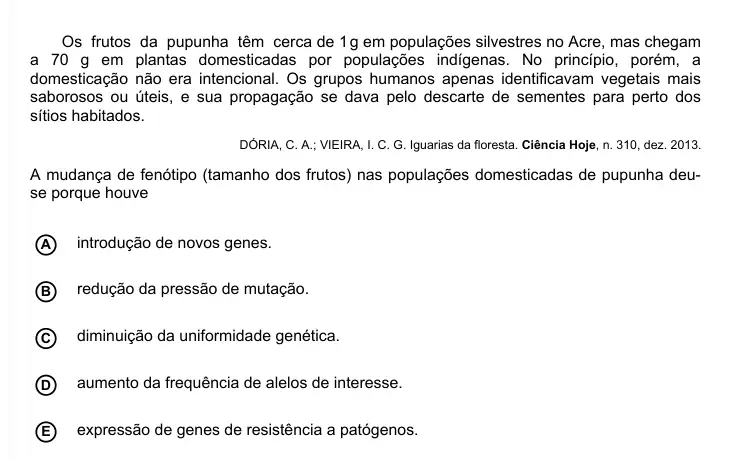 Os frutos da pupunha têm cerca de 1 g em populações silvestres no Acre, mas chegam
a 70 g em plantas domesticadas por populações indígenas. No princípio, porém, a
domesticação não era intencional. Os grupos humanos apenas identificavam vegetais mais
saborosos ou úteis, e sua propagação se dava pelo descarte de sementes para perto dos
sítios habitados.
DÓRIA, C. A.; VIEIRA, I. C. G. Iguarias da floresta. Ciência Hoje, n. 310, dez. 2013.
A mudança de fenótipo (tamanho dos frutos) nas populações domesticadas de pupunha deu-
se porque houve
A introdução de novos genes.
B redução da pressão de mutação.
C diminuição da uniformidade genética.
D aumento da frequência de alelos de interesse.
E expressão de genes de resistência a patógenos.